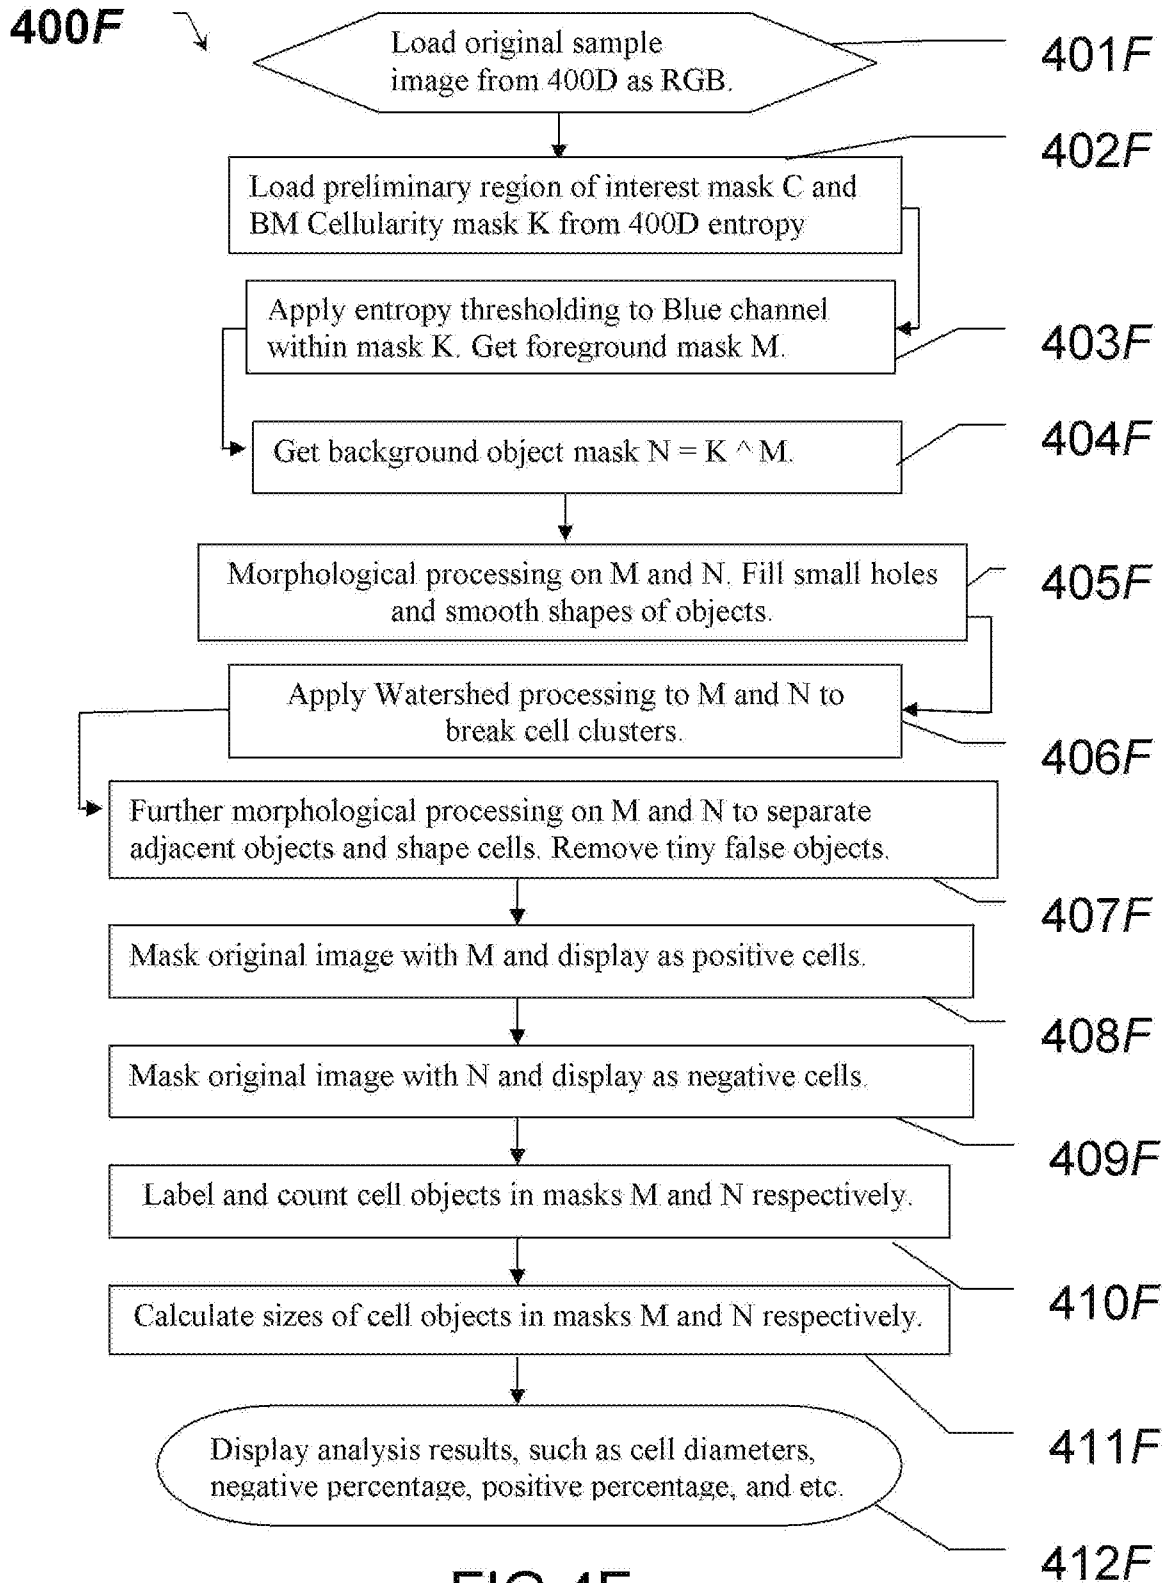 400F
Load original sample
image from 400D as RGB.
401F
402F
Load preliminary region of interest mask C and
BM Cellularity mask K from 400D entropy
Apply entropy thresholding to Blue channel
within mask K. Get foreground mask M.
403F
Get background object mask N = K ^ M.
404F
Morphological processing on M and N. Fill small holes
and smooth shapes of objects.
405F
Apply Watershed processing to M and N to
break cell clusters.
406F
Further morphological processing on M and N to separate
adjacent objects and shape cells. Remove tiny false objects.
407F
Mask original image with M and display as positive cells.
408F
Mask original image with N and display as negative cells.
409F
Label and count cell objects in masks M and N respectively.
410F
Calculate sizes of cell objects in masks M and N respectively.
411F
Display analysis results, such as cell diameters,
negative percentage, positive percentage, and etc.
412F